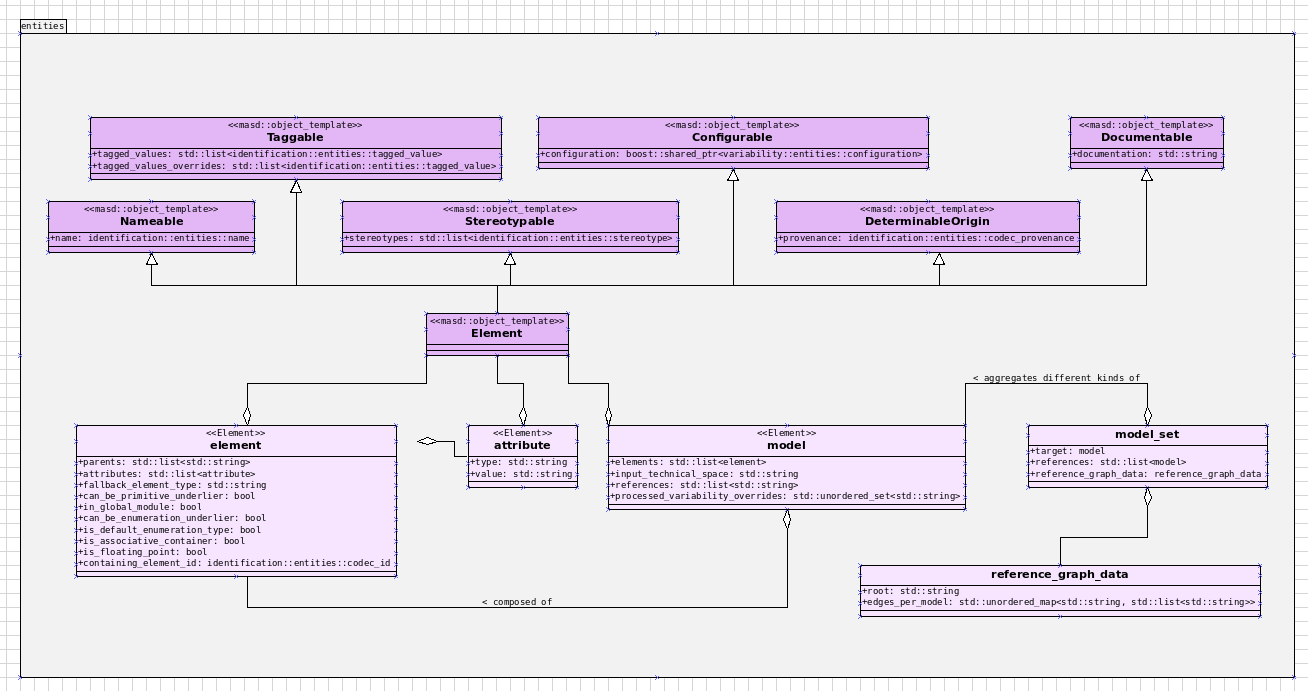 entities
<<masd::object_template>>
Taggable
+tagged_values: std::list<identification::entities::tagged_value>
+tagged_values_overrides: std::list<identification::entities::tagged_value>
<<masd::object_template>>
Configurable
+configuration: boost::shared_ptr<variability::entities::configuration>
<<masd::object_template>>
Documentable
+documentation: std::string
<<masd::object_template>>
Nameable
+name: identification::entities::name
<<masd::object_template>>
Stereotypable
+stereotypes: std::list<identification::entities::stereotype>
<<masd::object_template>>
DeterminableOrigin
+provenance: identification::entities::codec_provenance
<<masd::object_template>>
Element
< aggregates different kinds of
<<Element>>
element
+parents: std::list<std::string>
+attributes: std::list<attribute>
+fallback_element_type: std::string
+can_be_primitive_underlier: bool
+in_global_module: bool
+can_be_enumeration_underlier: bool
+is_default_enumeration_type: bool
+is_associative_container: bool
+is_floating_point: bool
+containing_element_id: identification::entities::codec_id
<<Element>>
attribute
+type: std::string
+value: std::string
<<Element>>
model
+elements: std::list<element>
+input_technical_space: std::string
+references: std::list<std::string>
+processed_variability_overrides: std::unordered_set<std::string>
model_set
+target: model
+references: std::list<model>
+reference_graph_data: reference_graph_data
reference_graph_data
+root: std::string
+edges_per_model: std::unordered_map<std::string, std::list<std::string>>
< composed of